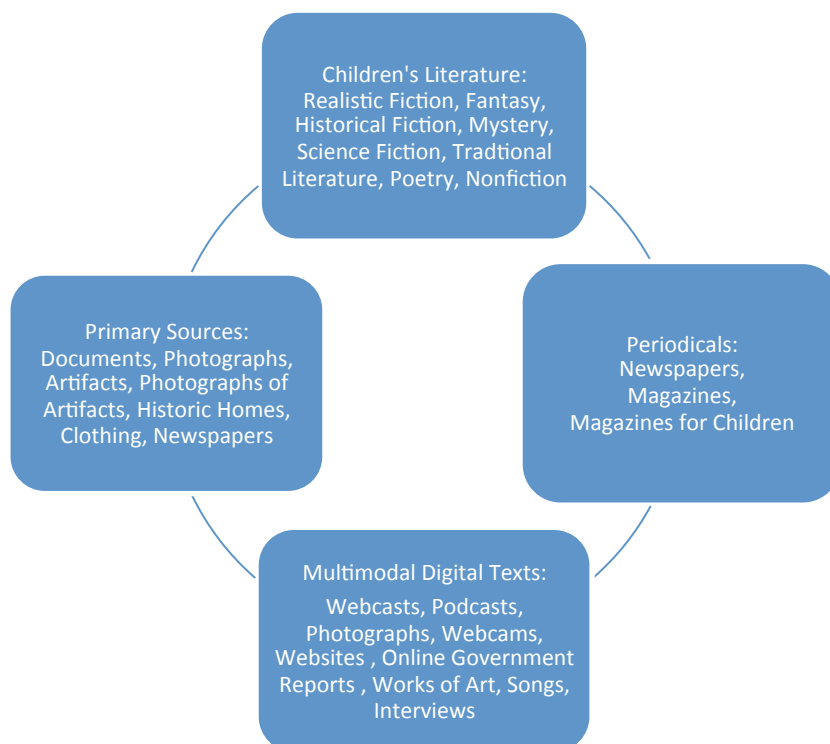 Children's Literature:
Realistic Fiction, Fantasy,
Historical Fiction, Mystery,
Science Fiction, Tradtional
Literature, Poetry, Nonfiction
Primary Sources:
Documents, Photographs,
Artifacts, Photographs of
Artifacts, Historic Homes,
Clothing, Newspapers
Periodicals:
Newspapers,
Magazines,
Magazines for Children
Multimodal Digital Texts:
Webcasts, Podcasts,
Photographs, Webcams,
Websites , Online Government
Reports , Works of Art, Songs,
Interviews